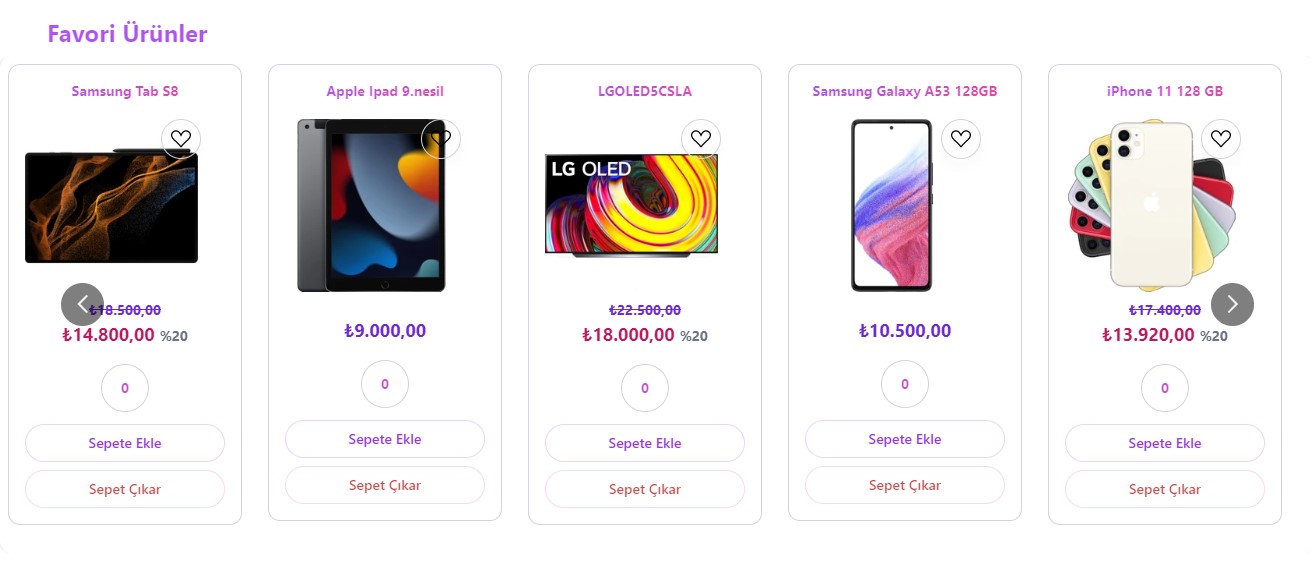 Favori Ürünler
Samsung Tab S8
₺18.500,00
₺14.800,00 %20
0
Sepete Ekle
Sepet Çıkar
Apple Ipad 9.nesil
₺9.000,00
0
Sepete Ekle
Sepet Çıkar
LGOLED5CSLA
LG OLED
₺22.500,00
₺18.000,00 %20
0
Sepete Ekle
Sepet Çıkar
Samsung Galaxy A53 128GB
₺10.500,00
0
Sepete Ekle
Sepet Çıkar
iPhone 11 128 GB
₺17.400,00
₺13.920,00 %20
0
Sepete Ekle
Sepet Çıkar